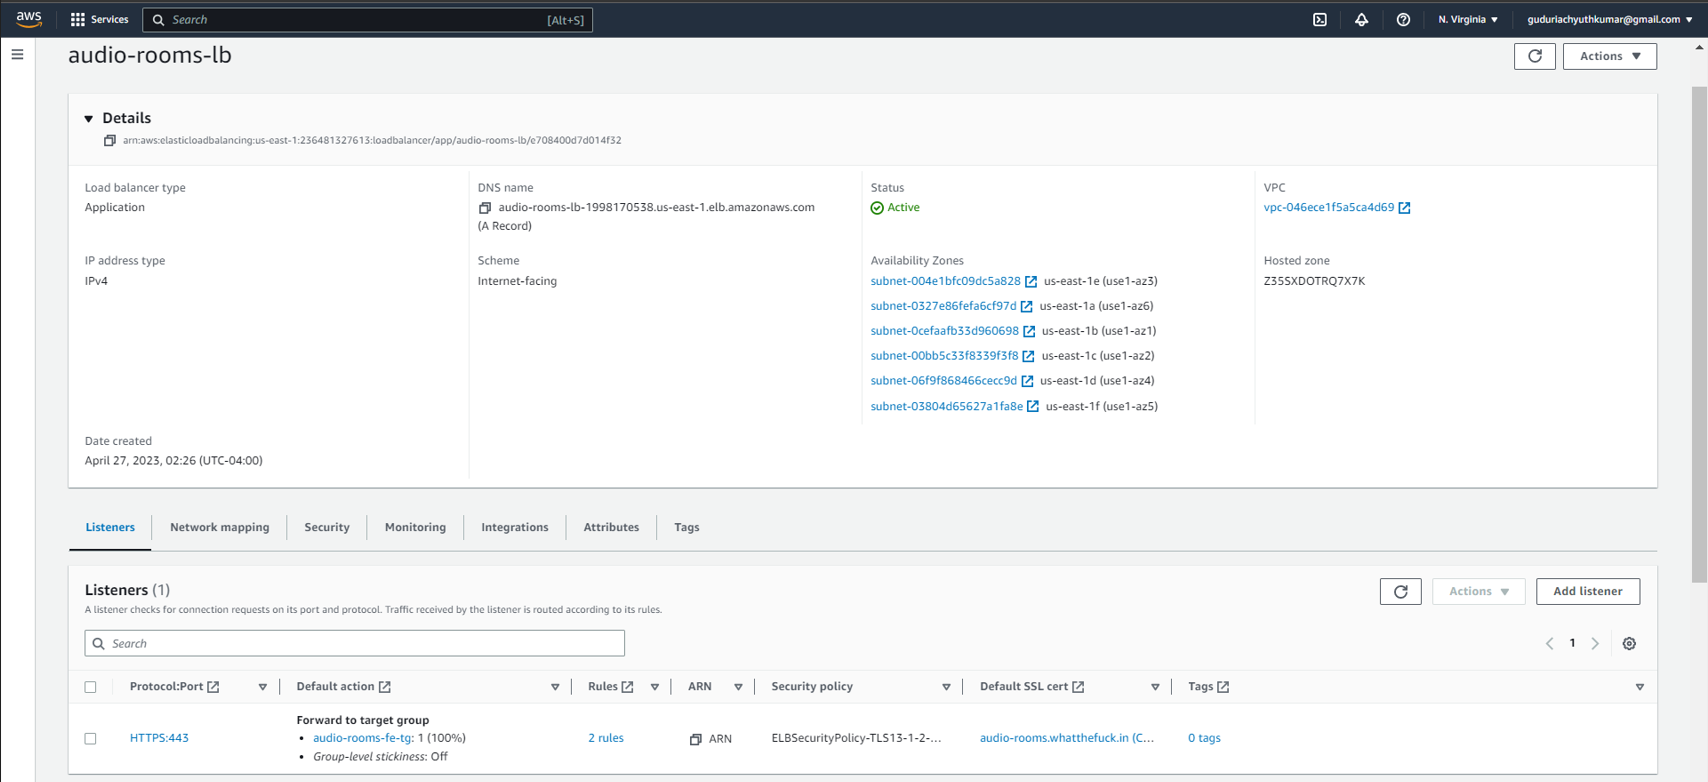 aws Services Search [Alt+S] N. Virginia guduriachyuthkumar@gmail.com
audio-rooms-lb
Actions
Details
arn:aws:elasticloadbalancing:us-east-1:236481327613:loadbalancer/app/audio-rooms-lb/e708400d7d014f32
Load balancer type
Application
DNS name
audio-rooms-lb-1998170538.us-east-1.elb.amazonaws.com
(A Record)
Status
Active
VPC
vpc-046ece1f5a5ca4d69
IP address type
IPv4
Scheme
Internet-facing
Availability Zones
subnet-004e1bfc09dc5a828 us-east-1e (use1-az3)
subnet-0327e86fefa6cf97d us-east-1a (use1-az6)
subnet-0cefaafb33d960698 us-east-1b (use1-az1)
subnet-00bb5c33f8339f3f8 us-east-1c (use1-az2)
subnet-06f9f868466cecc9d us-east-1d (use1-az4)
subnet-03804d65627a1fa8e us-east-1f (use1-az5)
Hosted zone
Z35SXDOTRQ7X7K
Date created
April 27, 2023, 02:26 (UTC-04:00)
Listeners Network mapping Security Monitoring Integrations Attributes Tags
Listeners (1)
Actions Add listener
A listener checks for connection requests on its port and protocol. Traffic received by the listener is routed according to its rules.
Search
1
Protocol:Port Default action Rules ARN Security policy Default SSL cert Tags
Forward to target group
HTTPS:443 • audio-rooms-fe-tg: 1 (100%) 2 rules ARN ELBSecurityPolicy-TLS13-1-2-... audio-rooms.whatthefuck.in (C... 0 tags
• Group-level stickiness: Off